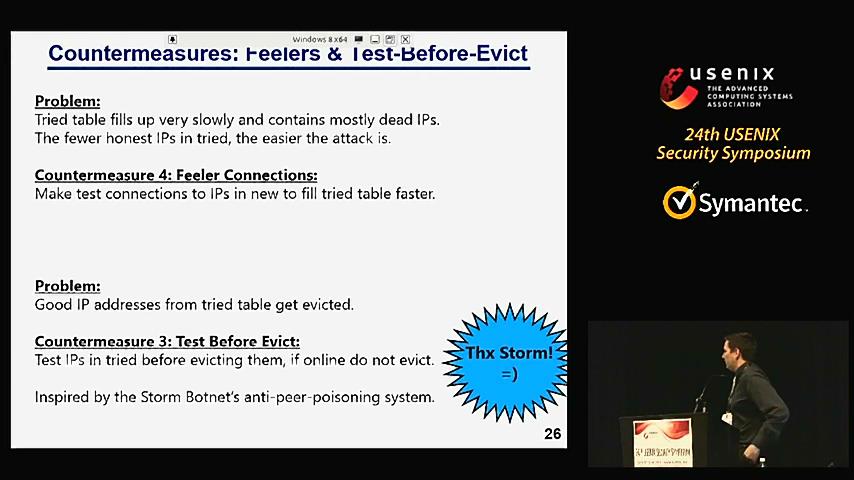 Windows 8 x64
Countermeasures: Feelers & Test-Before-Evict
Problem:
Tried table fills up very slowly and contains mostly dead IPs.
The fewer honest IPs in tried, the easier the attack is.
Countermeasure 4: Feeler Connections:
Make test connections to IPs in new to fill tried table faster.
Problem:
Good IP addresses from tried table get evicted.
Countermeasure 3: Test Before Evict:
Test IPs in tried before evicting them, if online do not evict.
Inspired by the Storm Botnet's anti-peer-poisoning system.
Thx Storm!
=)
26
usenix
THE ADVANCED
COMPUTING SYSTEMS
ASSOCIATION
24th USENIX
Security Symposium
Symantec.